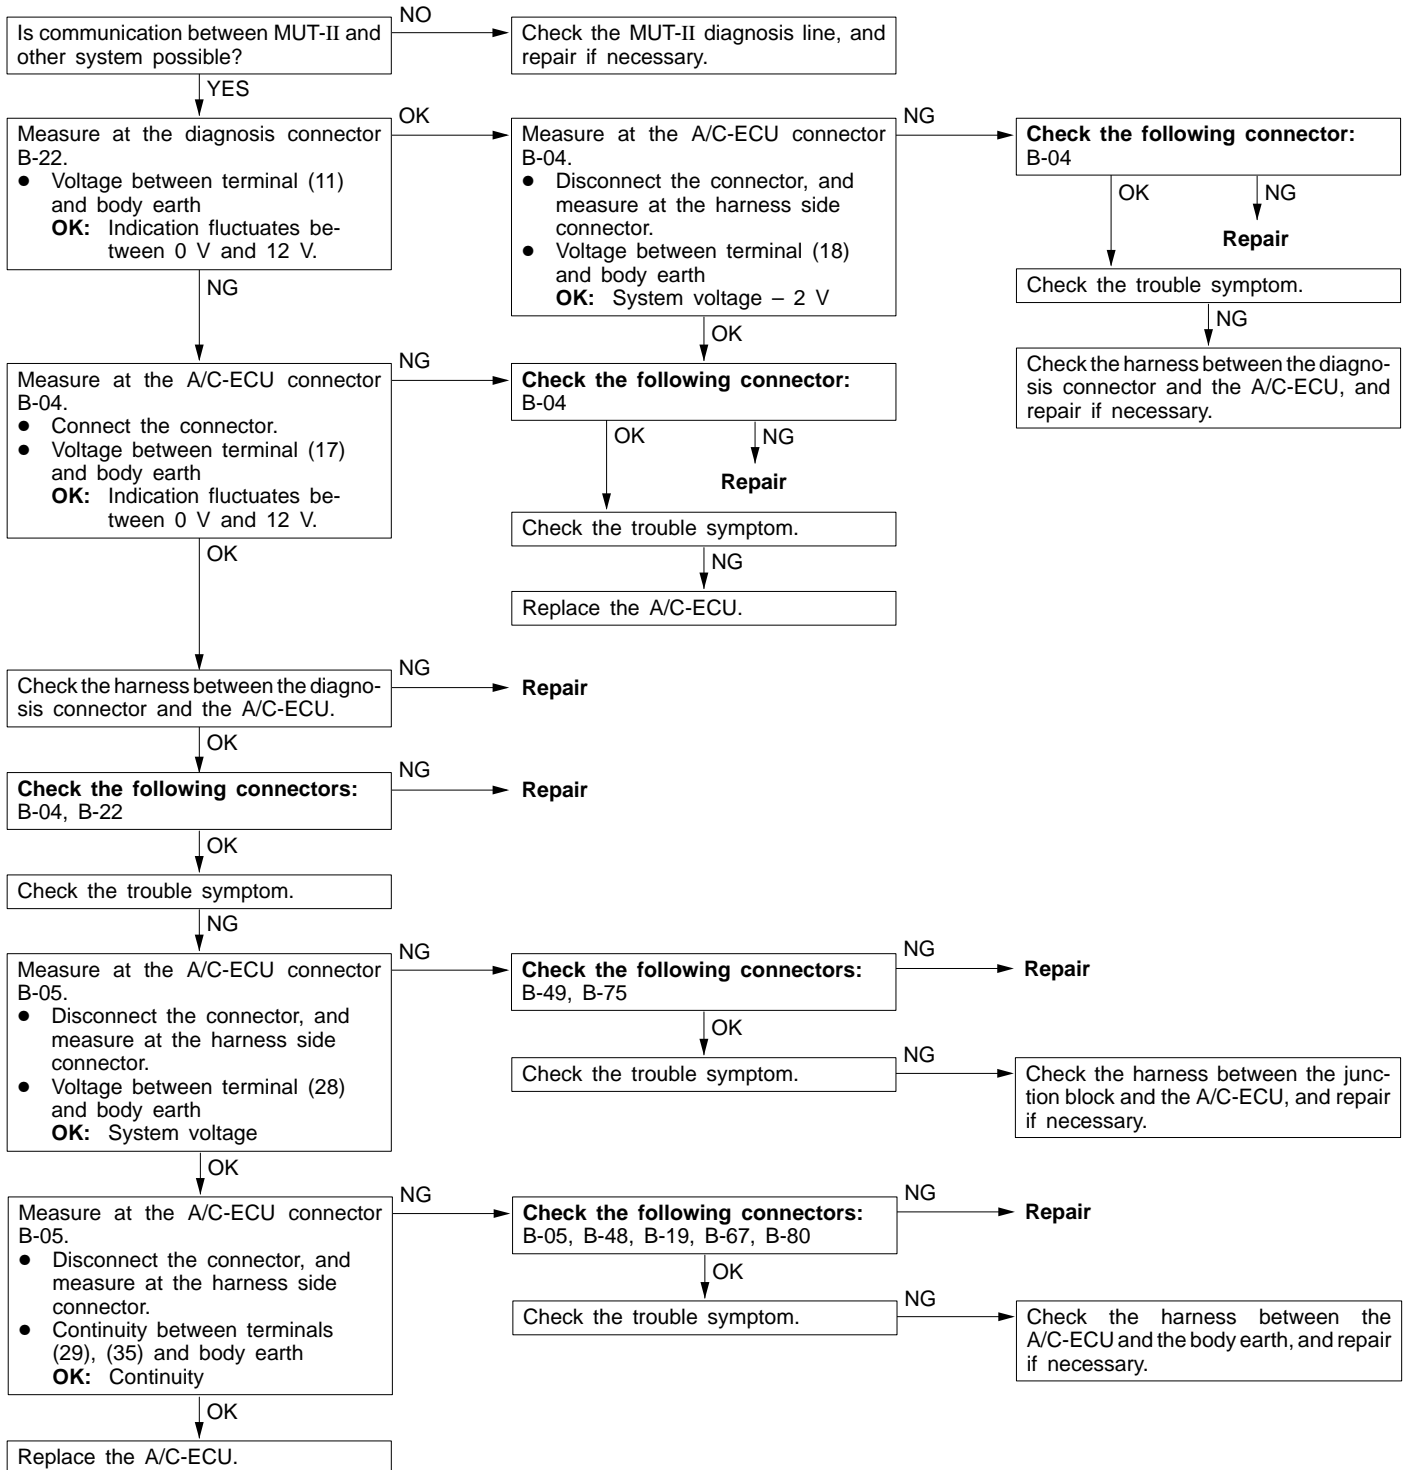 Is communication between MUT-II and
other system possible?
NO
Check the MUT-II diagnosis line, and
repair if necessary.
YES
Measure at the diagnosis connector
B-22.
● Voltage between terminal (11)
and body earth
OK: Indication fluctuates be-
tween 0 V and 12 V.
OK
Measure at the A/C-ECU connector
B-04.
● Disconnect the connector, and
measure at the harness side
connector.
● Voltage between terminal (18)
and body earth
OK: System voltage – 2 V
NG
Check the following connector:
B-04
OK
NG
Repair
Check the trouble symptom.
NG
Check the harness between the diagno-
sis connector and the A/C-ECU, and
repair if necessary.
NG
OK
Measure at the A/C-ECU connector
B-04.
● Connect the connector.
● Voltage between terminal (17)
and body earth
OK: Indication fluctuates be-
tween 0 V and 12 V.
NG
Check the following connector:
B-04
OK
NG
Repair
Check the trouble symptom.
NG
Replace the A/C-ECU.
OK
Check the harness between the diagno-
sis connector and the A/C-ECU.
NG
Repair
OK
Check the following connectors:
B-04, B-22
NG
Repair
OK
Check the trouble symptom.
NG
Measure at the A/C-ECU connector
B-05.
● Disconnect the connector, and
measure at the harness side
connector.
● Voltage between terminal (28)
and body earth
OK: System voltage
NG
Check the following connectors:
B-49, B-75
NG
Repair
OK
Check the trouble symptom.
NG
Check the harness between the junc-
tion block and the A/C-ECU, and repair
if necessary.
OK
Measure at the A/C-ECU connector
B-05.
● Disconnect the connector, and
measure at the harness side
connector.
● Continuity between terminals
(29), (35) and body earth
OK: Continuity
NG
Check the following connectors:
B-05, B-48, B-19, B-67, B-80
NG
Repair
OK
Check the trouble symptom.
NG
Check the harness between the
A/C-ECU and the body earth, and repair
if necessary.
OK
Replace the A/C-ECU.